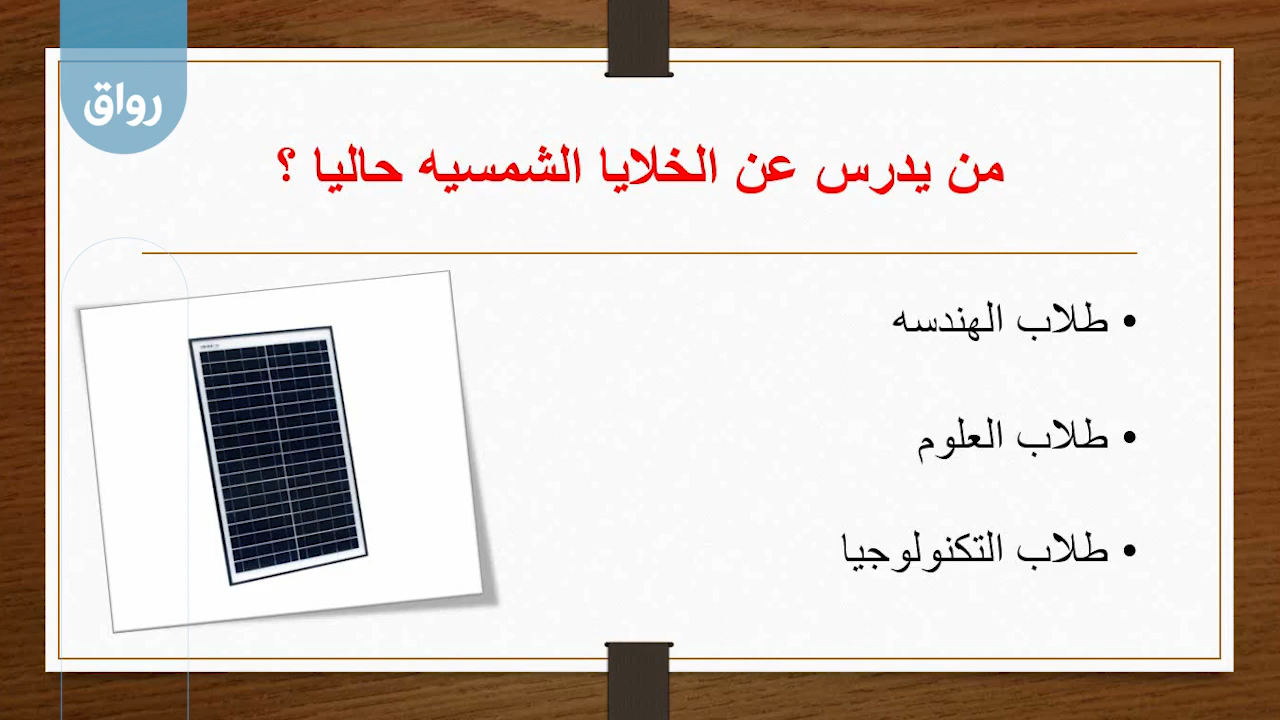 رواق
من يدرس عن الخلايا الشمسيه حاليا ؟
• طلاب الهندسه
• طلاب العلوم
• طلاب التكنولوجيا